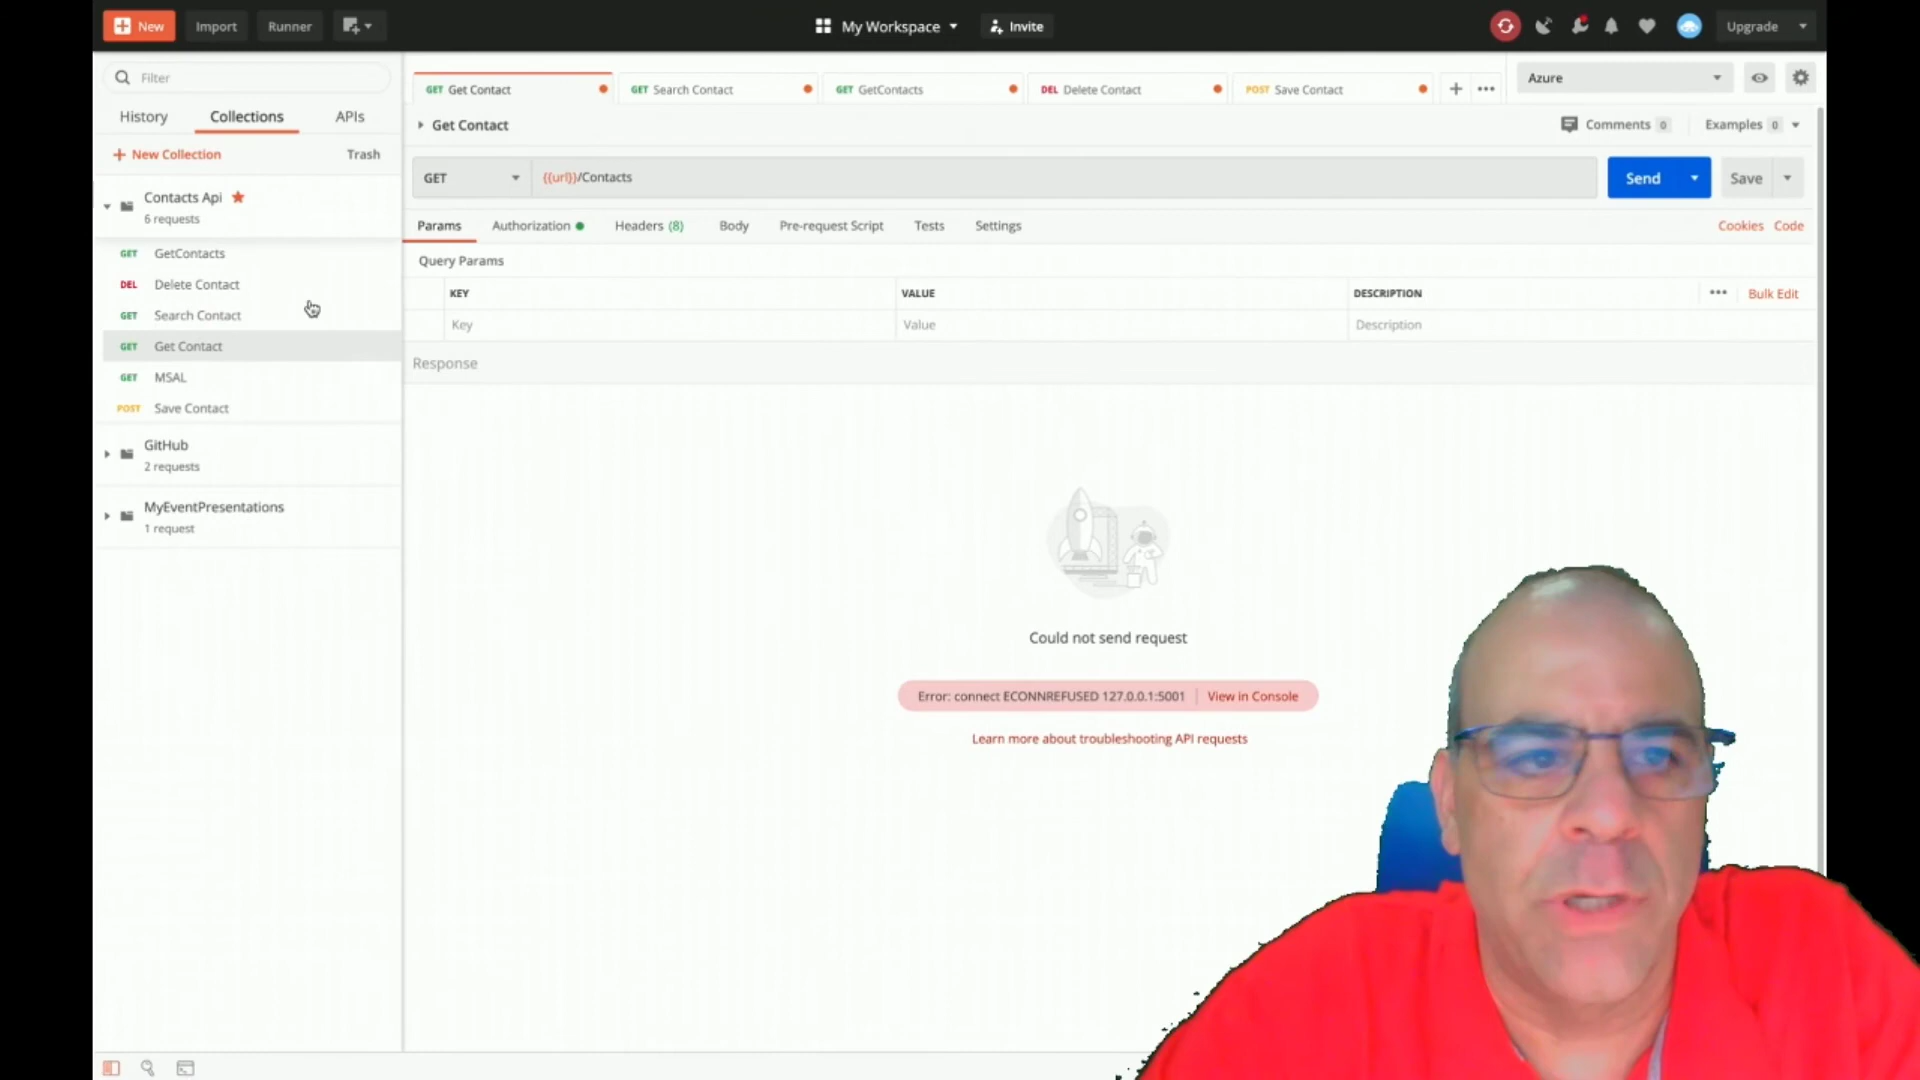 New
Import
Runner
My Workspace
Invite
Upgrade
Filter
History
Collections
APIs
New Collection
Trash
Contacts Api
6 requests
GET GetContacts
DEL Delete Contact
GET Search Contact
GET Get Contact
GET MSAL
POST Save Contact
GitHub
2 requests
MyEventPresentations
1 request
GET Get Contact
GET Search Contact
GET GetContacts
DEL Delete Contact
POST Save Contact
Azure
Get Contact
Comments 0
Examples 0
GET
{{url}}/Contacts
Send
Save
Params
Authorization
Headers (8)
Body
Pre-request Script
Tests
Settings
Cookies
Code
Query Params
KEY
VALUE
DESCRIPTION
Bulk Edit
Key
Value
Description
Response
Could not send request
Error: connect ECONNREFUSED 127.0.0.1:5001
View in Console
Learn more about troubleshooting API requests